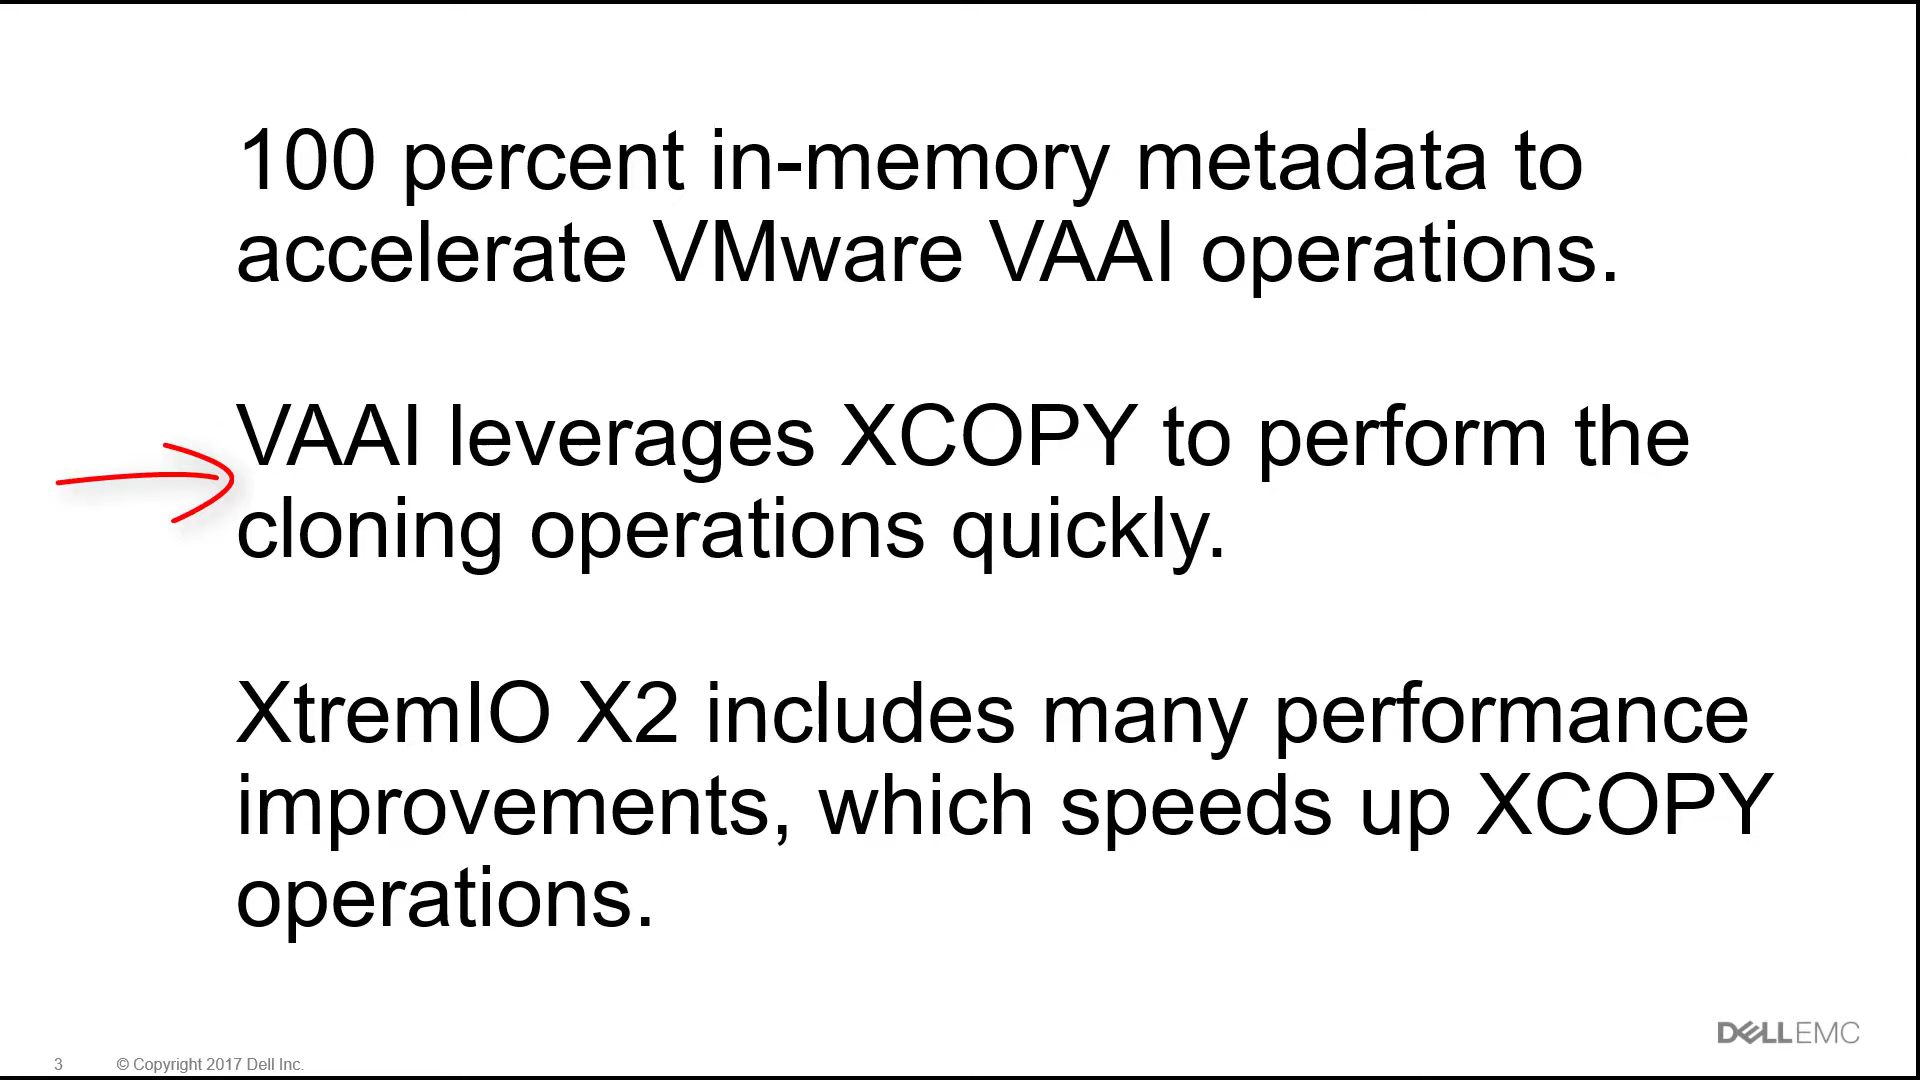 100 percent in-memory metadata to
accelerate VMware VAAI operations.
VAAI leverages XCOPY to perform the
cloning operations quickly.
XtremIO X2 includes many performance
improvements, which speeds up XCOPY
operations.
DELLEMC
3 © Copyright 2017 Dell Inc.